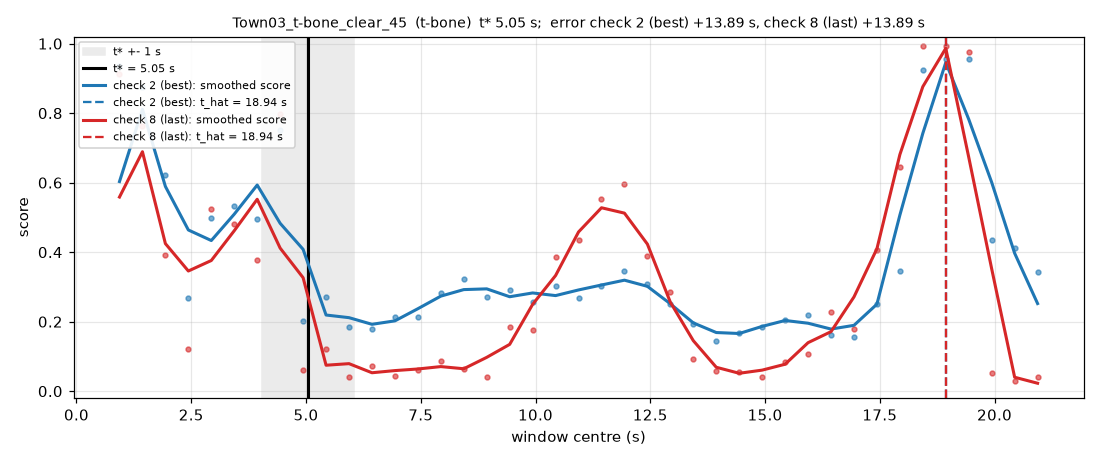 Town03_t-bone_clear_45 (t-bone) t* 5.05 s; error check 2 (best) +13.89 s, check 8 (last) +13.89 s
t* +- 1 s
t* = 5.05 s
check 2 (best): smoothed score
check 2 (best): t_hat = 18.94 s
check 8 (last): smoothed score
check 8 (last): t_hat = 18.94 s
1.0
0.8
0.6
0.4
0.2
0.0
score
0.0 2.5 5.0 7.5 10.0 12.5 15.0 17.5 20.0
window centre (s)